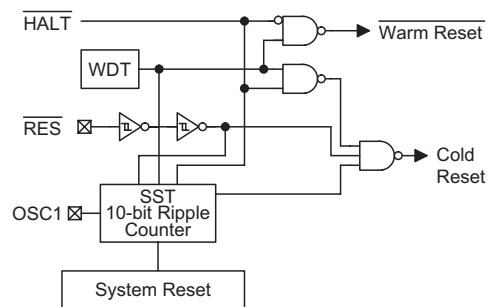 HALT
Warm Reset
WDT
RES
Cold
Reset
SST
10-bit Ripple
Counter
OSC1
System Reset